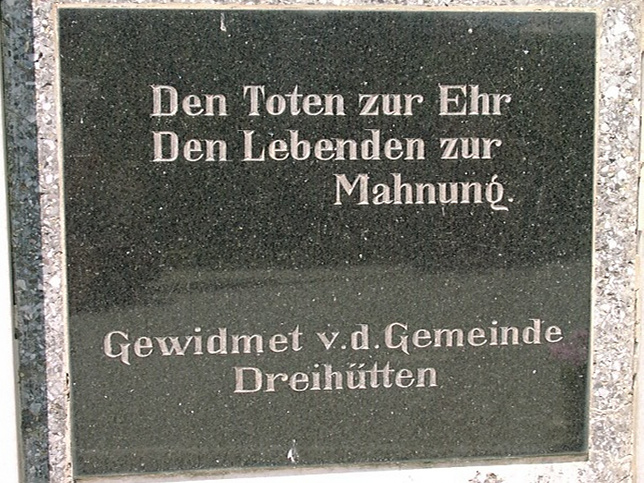 Den Toten zur Ehr
Den Lebenden zur
Mahnung.
Gewidmet v.d. Gemeinde
Dreihütten